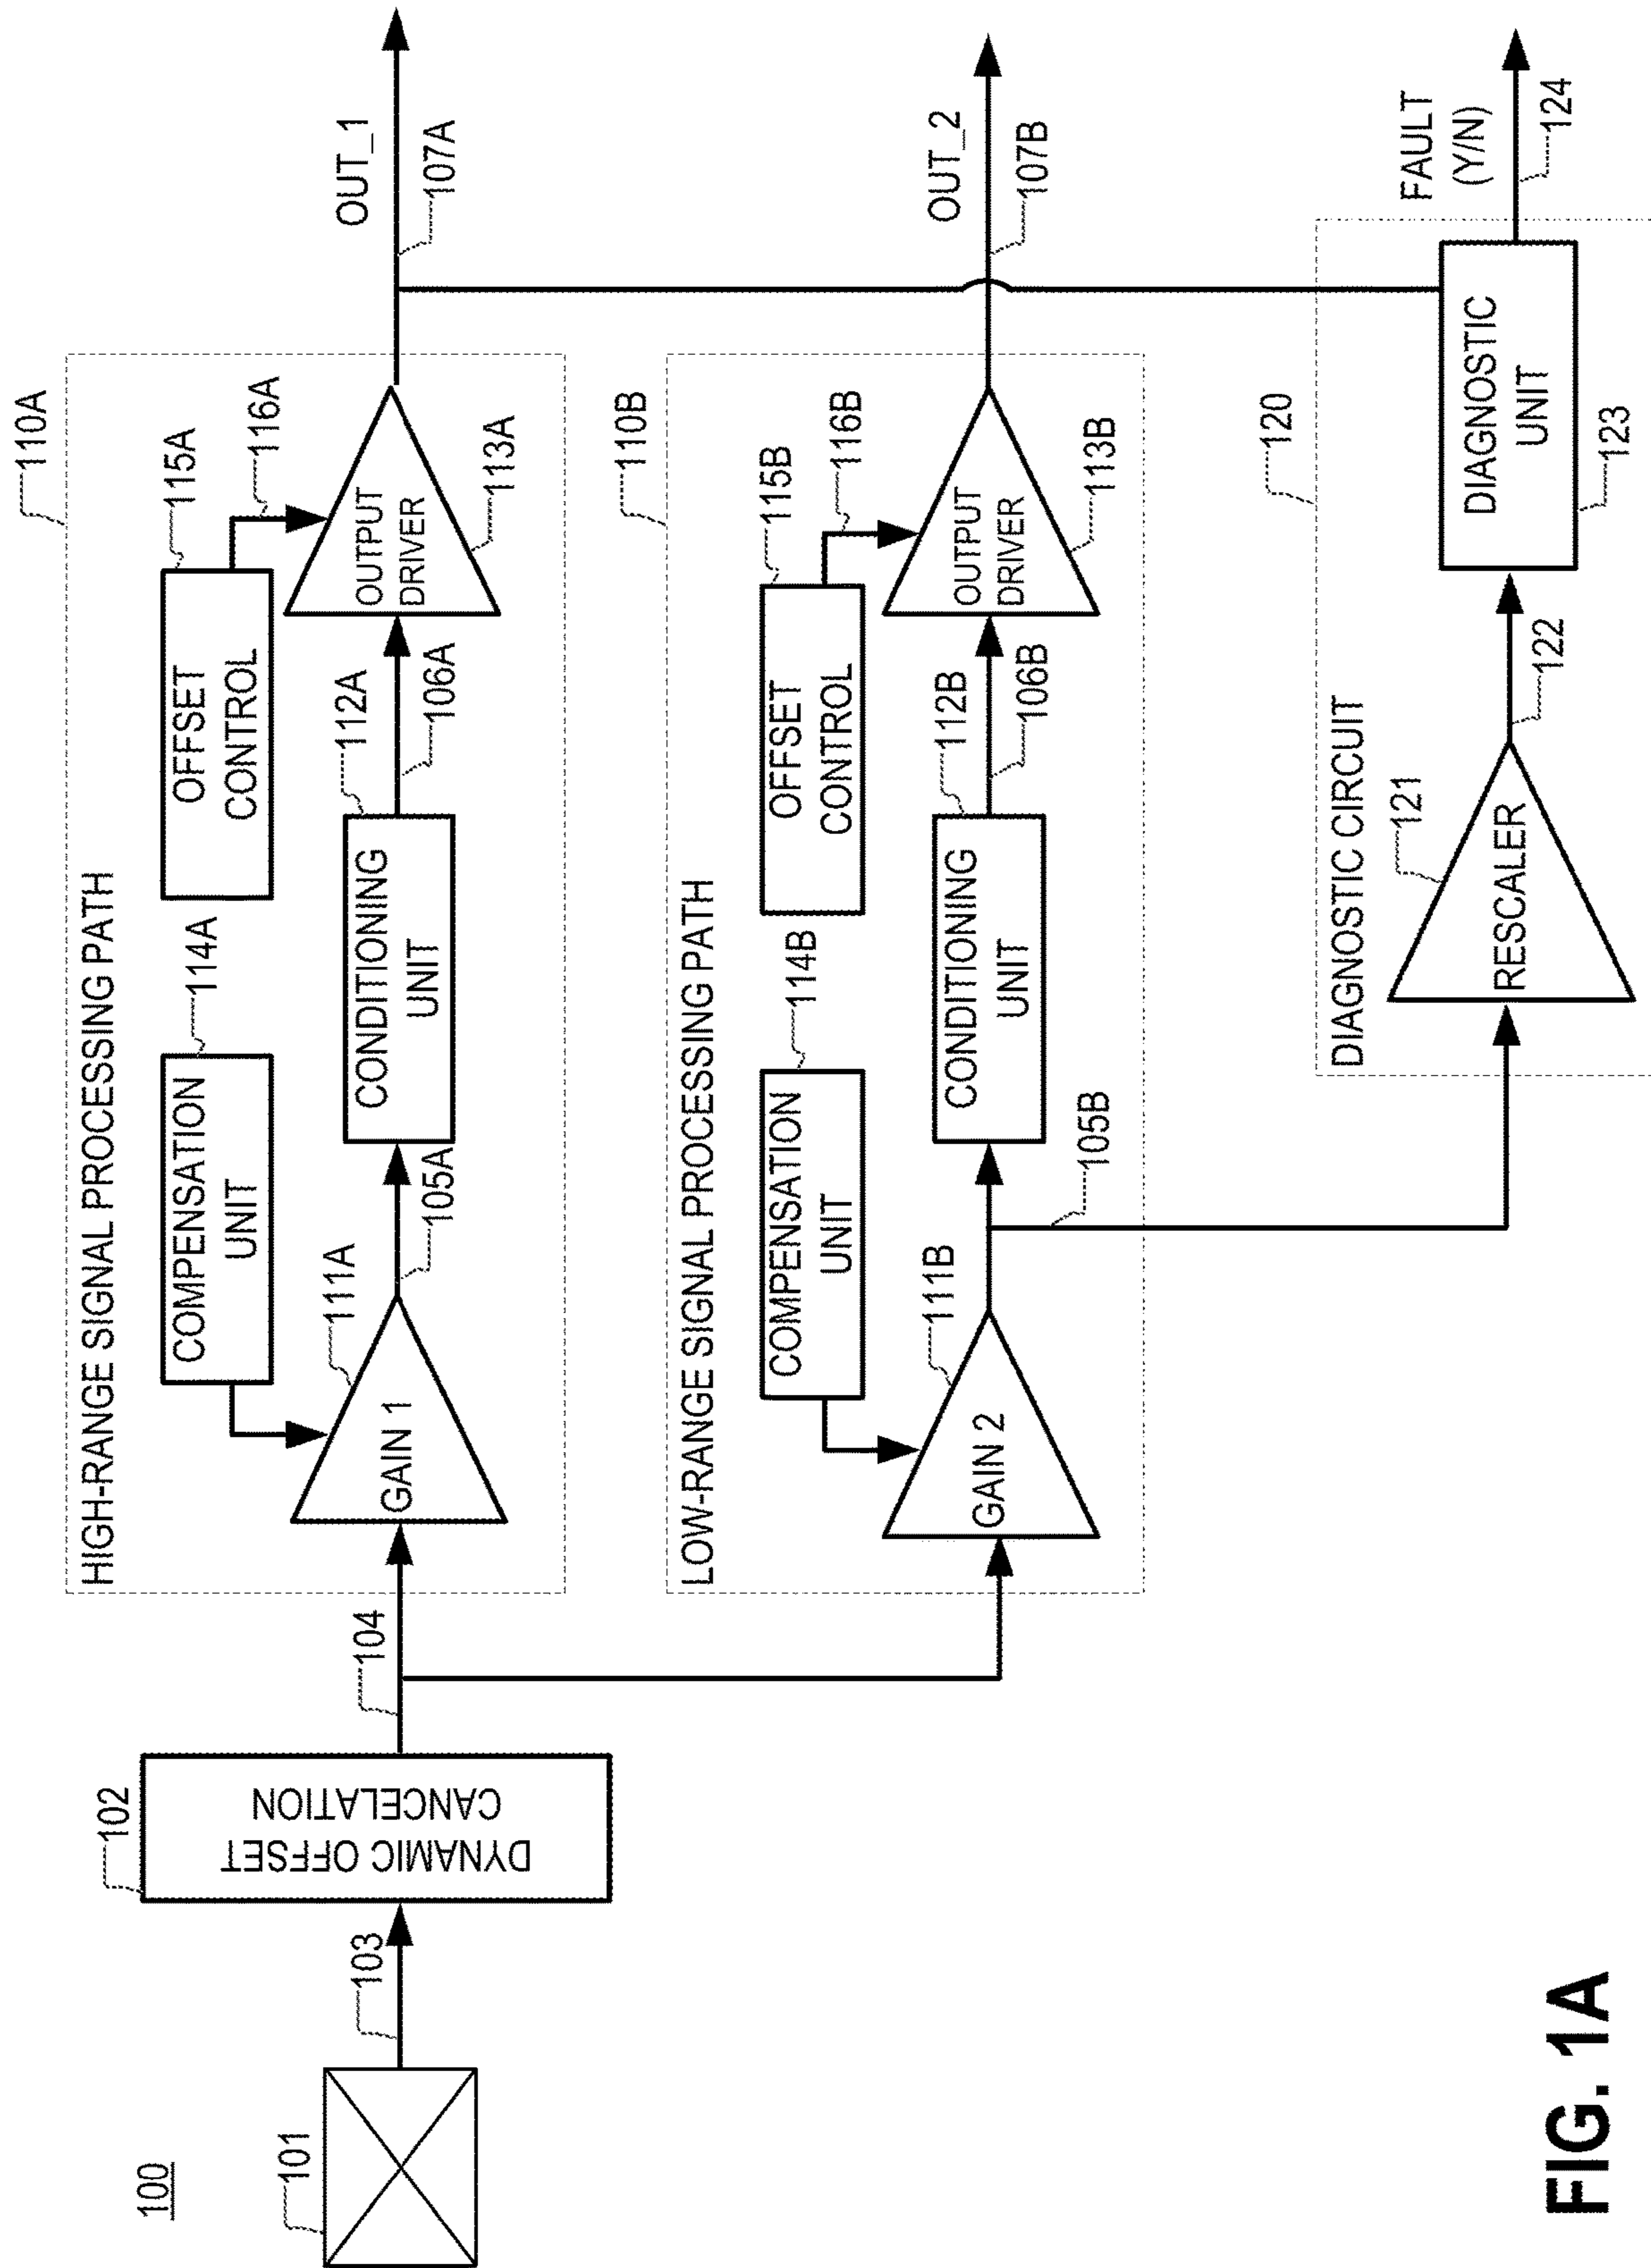 100
101
103
102
DYNAMIC OFFSET
CANCELATION
104
110A
HIGH-RANGE SIGNAL PROCESSING PATH
COMPENSATION
UNIT
114A
OFFSET
CONTROL
115A
116A
GAIN 1
111A
105A
CONDITIONING
UNIT
112A
106A
OUTPUT
DRIVER
113A
OUT_1
107A
110B
LOW-RANGE SIGNAL PROCESSING PATH
COMPENSATION
UNIT
114B
OFFSET
CONTROL
115B
116B
GAIN 2
111B
105B
CONDITIONING
UNIT
112B
106B
OUTPUT
DRIVER
113B
OUT_2
107B
120
DIAGNOSTIC CIRCUIT
RESCALER
121
122
DIAGNOSTIC
UNIT
123
FAULT
(Y/N)
124
FIG. 1A